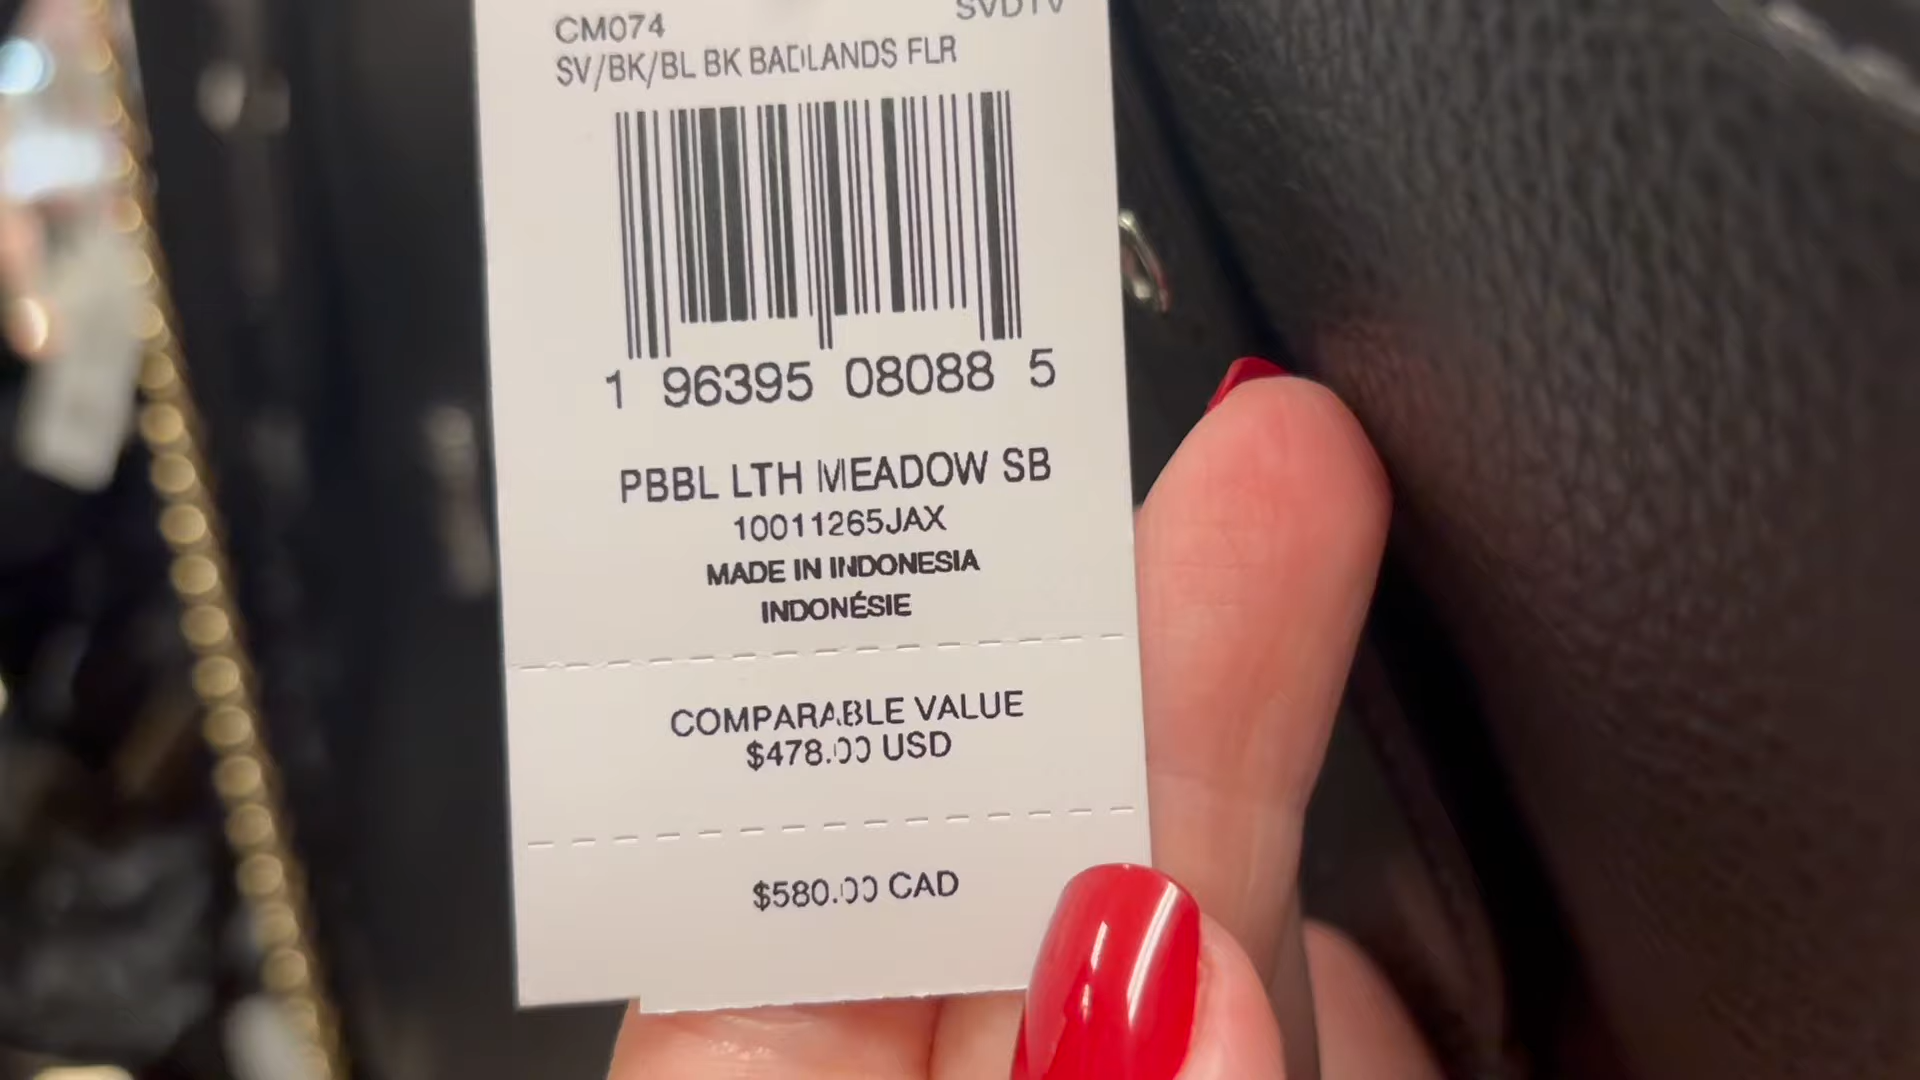 CM074
SV/BK/BL BK BADLANDS FLR
1 96395 08088 5
PBBL LTH MEADOW SB
10011265JAX
MADE IN INDONESIA
INDONÉSIE
COMPARABLE VALUE
$478.00 USD
$580.00 CAD